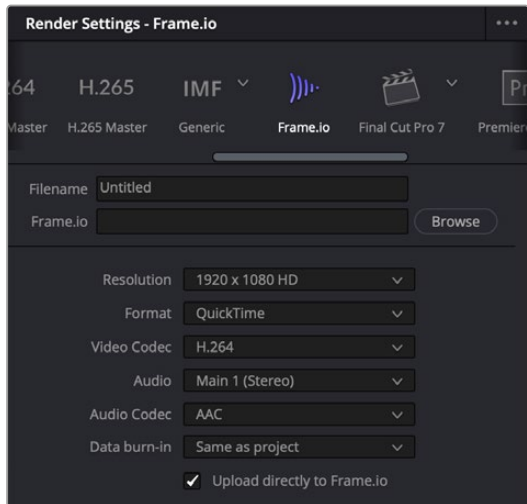 Render Settings - Frame.io
264 H.265 IMF
Master H.265 Master Generic Frame.io Final Cut Pro 7 Premier
Filename Untitled
Frame.io Browse
Resolution 1920 x 1080 HD
Format QuickTime
Video Codec H.264
Audio Main 1 (Stereo)
Audio Codec AAC
Data burn-in Same as project
Upload directly to Frame.io